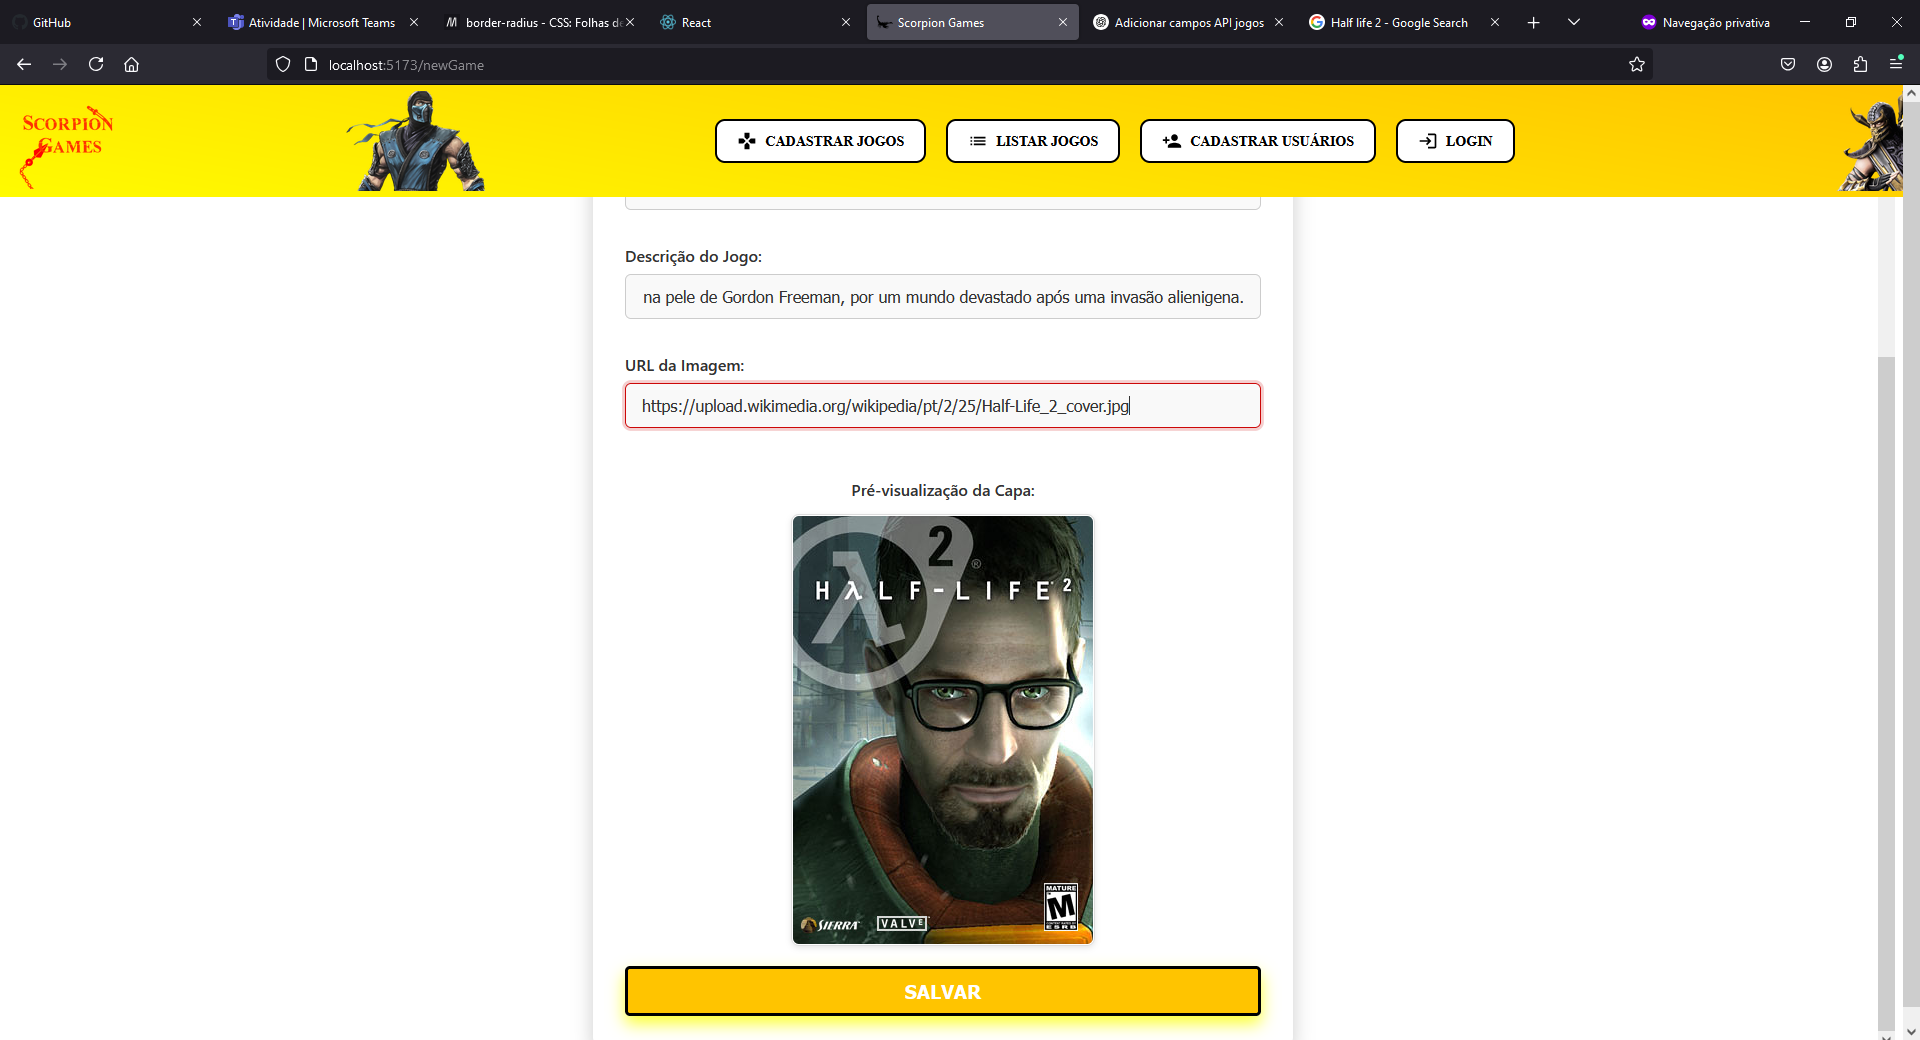 GitHub
Atividade | Microsoft Teams
border-radius - CSS: Folhas de
React
Scorpion Games
Adicionar campos API jogos
Half life 2 - Google Search
Navegação privativa
localhost:5173/newGame
SCORPION
GAMES
CADASTRAR JOGOS
LISTAR JOGOS
CADASTRAR USUÁRIOS
LOGIN
Descrição do Jogo:
na pele de Gordon Freeman, por um mundo devastado após uma invasão alienigena.
URL da Imagem:
https://upload.wikimedia.org/wikipedia/pt/2/25/Half-Life_2_cover.jpg
Pré-visualização da Capa:
2
®
HλLF-LIFE 2
MATURE
M
ESRB
SIERRA
VALVE
SALVAR